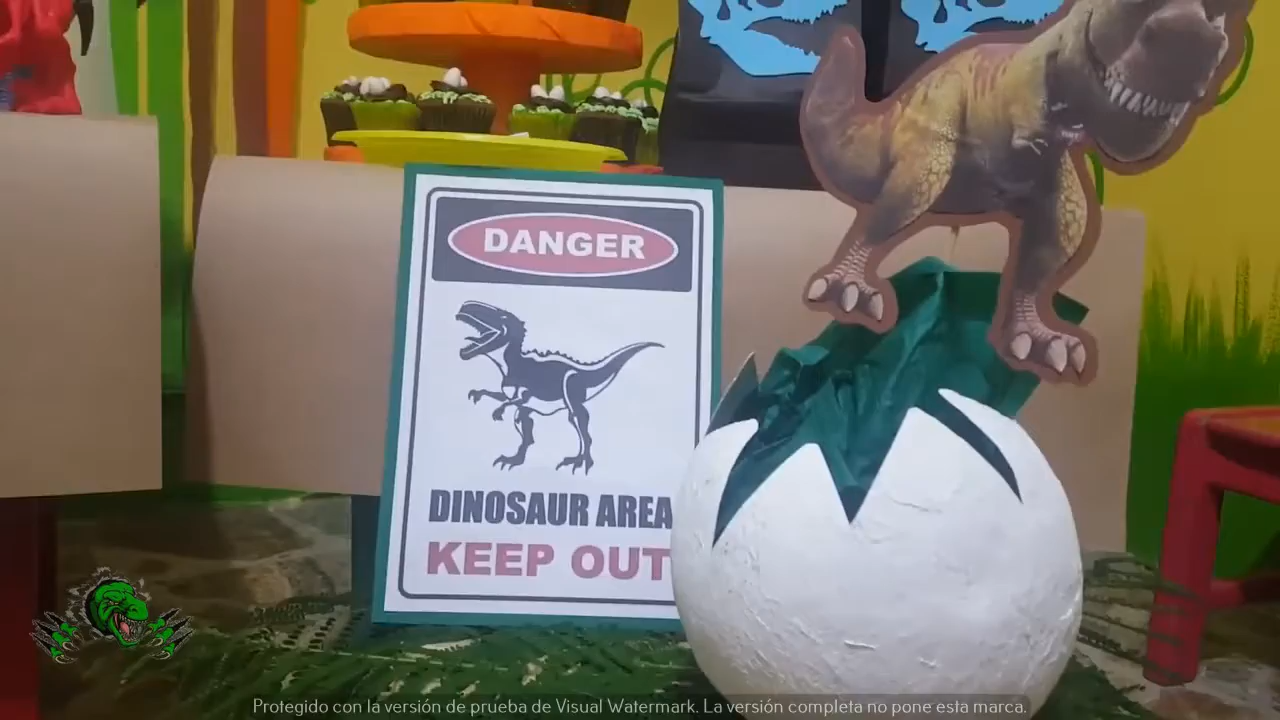 DANGER
DINOSAUR AREA
KEEP OUT
Protegido con la versión de prueba de Visual Watermark. La versión completa no pone esta marca.